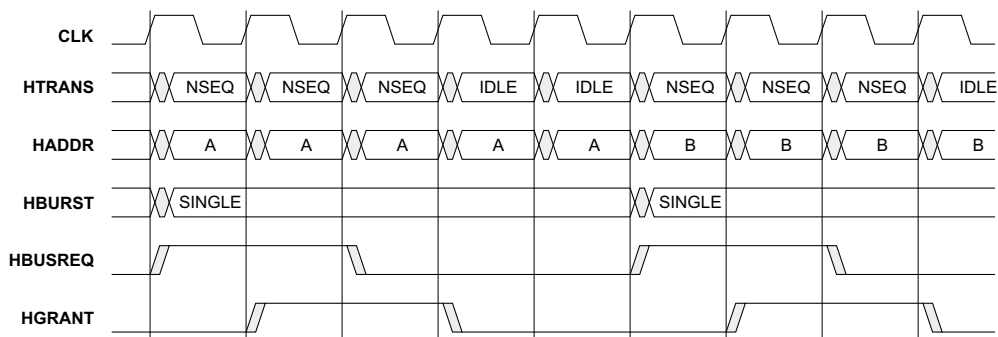 CLK
HTRANS NSEQ NSEQ NSEQ IDLE IDLE NSEQ NSEQ NSEQ IDLE
HADDR A A A A A B B B B
HBURST SINGLE SINGLE
HBUSREQ
HGRANT